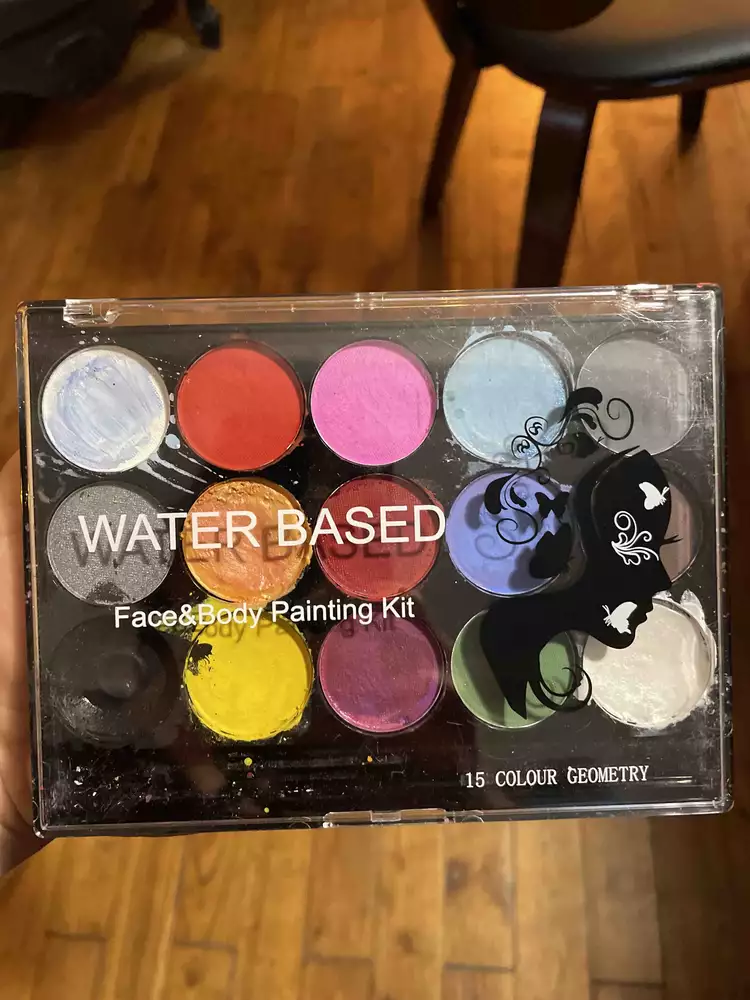 WATER BASED
Face&Body Painting Kit
15 COLOUR GEOMETRY